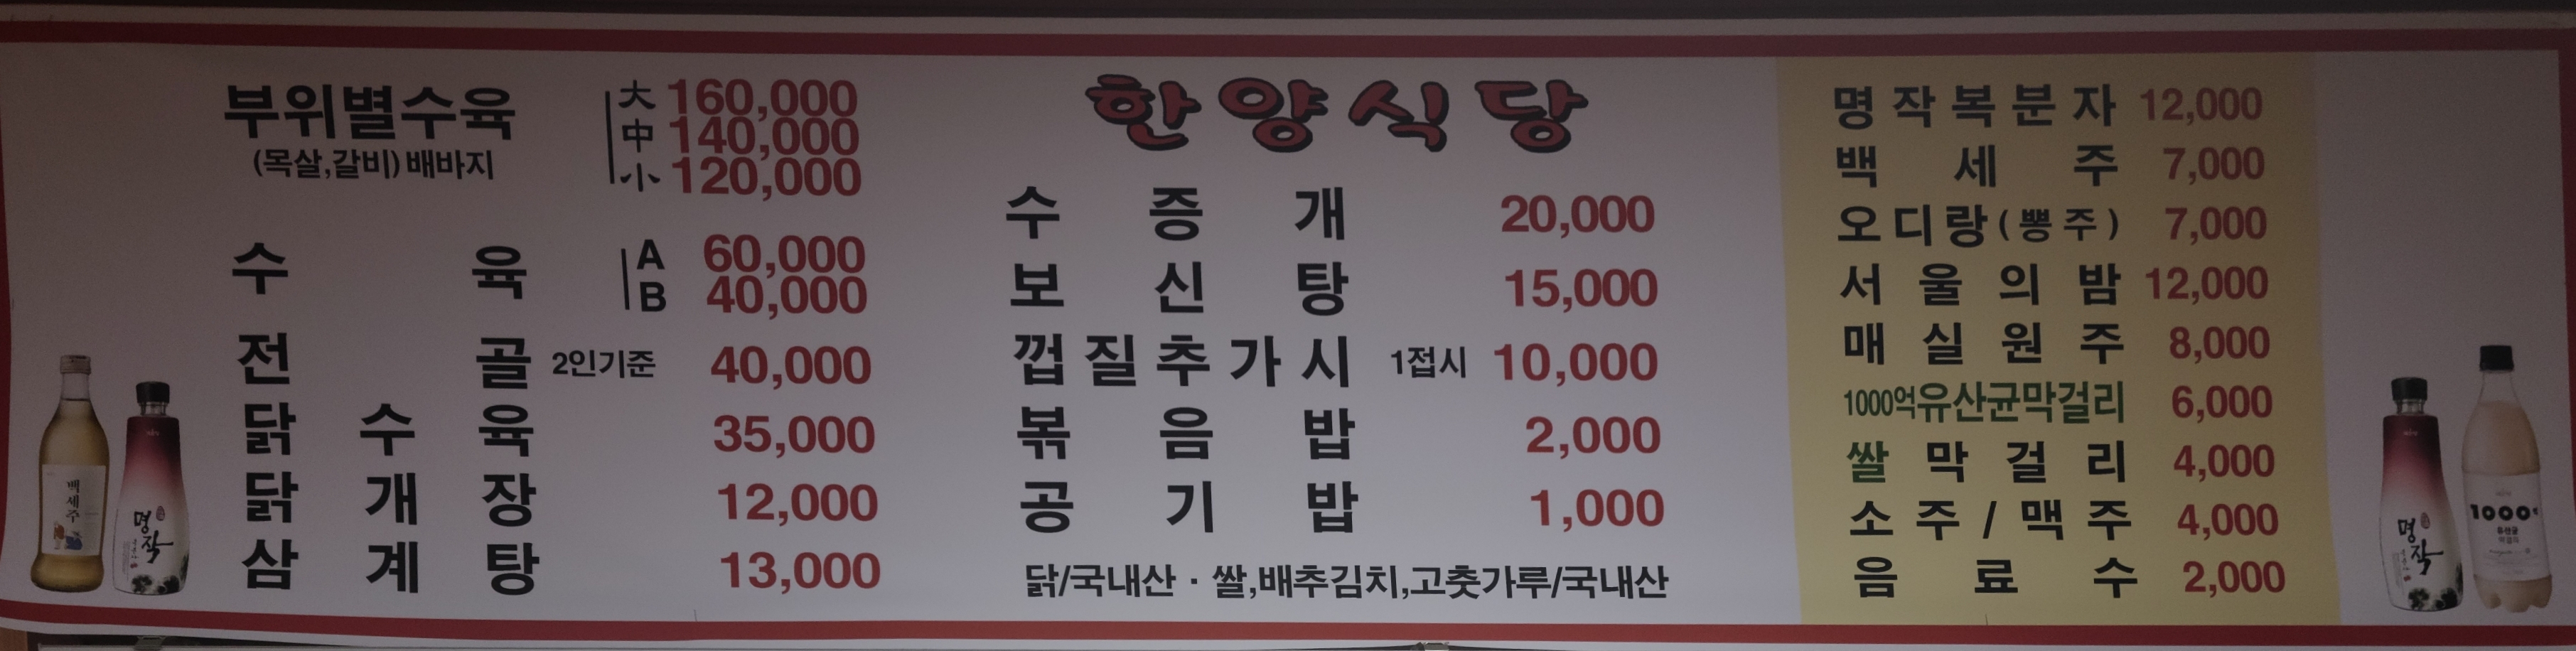 부위별수육 大 160,000
中 140,000
(목살,갈비)배바지 小 120,000
수육 A 60,000
B 40,000
전골 2인기준 40,000
닭수육 35,000
닭개장 12,000
삼계탕 13,000
한양식당
수증개 20,000
보신탕 15,000
껍질추가시 1접시 10,000
볶음밥 2,000
공기밥 1,000
닭/국내산 · 쌀,배추김치,고춧가루/국내산
명작복분자 12,000
백세주 7,000
오디랑(뽕주) 7,000
서울의밤 12,000
매실원주 8,000
1000억유산균막걸리 6,000
쌀막걸리 4,000
소주/맥주 4,000
음료수 2,000
백세주
명작
명작
1000억
유산균
막걸리